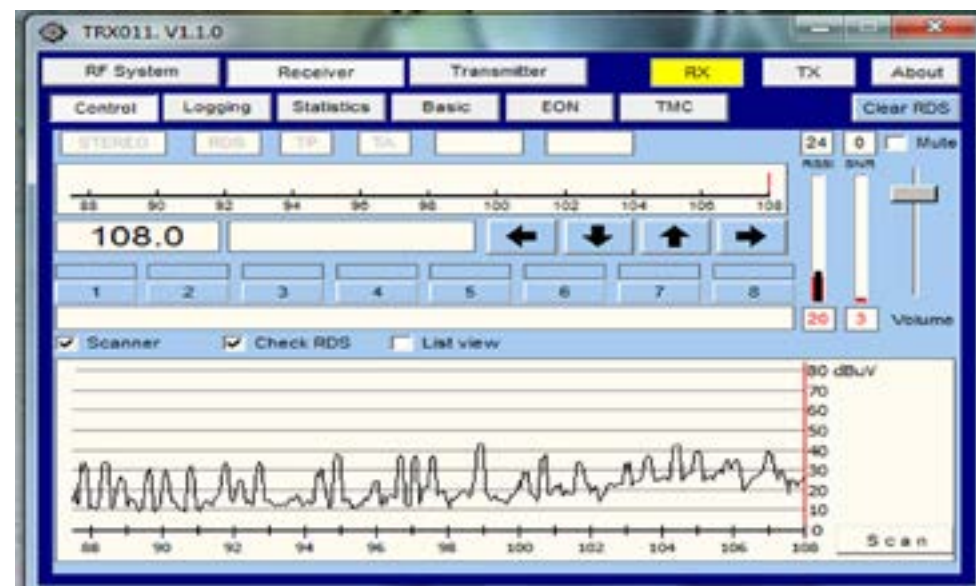 TRX011. V1.1.0
RF System Receiver Transmitter RX TX About
Control Logging Statistics Basic EON TMC Clear RDS
STEREO RDS TP TA 24 0 Mute
RSSI SNR
88 90 92 94 96 98 100 102 104 106 108
108.0
1 2 3 4 5 6 7 8
20 3 Volume
Scanner Check RDS List view
80 dBuV
70
60
50
40
30
20
10
0
88 90 92 94 96 98 100 102 104 106 108
Scan